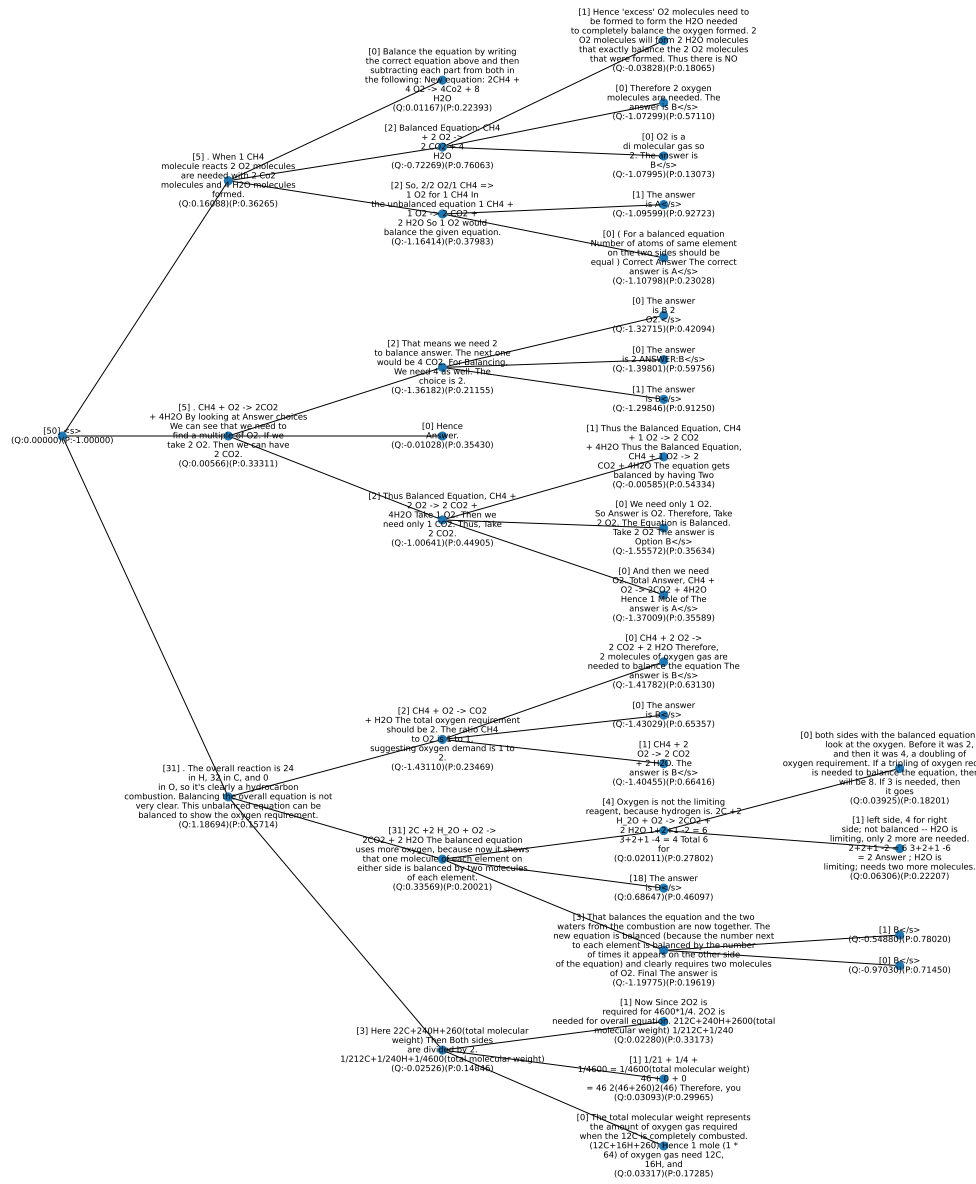 [50] <s>
(Q:0.00000)(P:-1.00000)
[5] . When 1 CH4
molecule reacts 2 O2 molecules
are needed with 2 Co2
molecules and 4 H2O molecules
formed.
(Q:0.16088)(P:0.36265)
[5] . CH4 + O2 -> 2CO2
+ 4H2O By looking at Answer choices
We can see that we need to
find a multiple of O2. If we
take 2 O2. Then we can have
2 CO2.
(Q:0.00566)(P:0.33311)
[31] . The overall reaction is 24
in H, 32 in C, and 0
in O, so it's clearly a hydrocarbon
combustion. Balancing the overall equation is not
very clear. This unbalanced equation can be
balanced to show the oxygen requirement.
(Q:1.18694)(P:0.15714)
[0] Balance the equation by writing
the correct equation above and then
subtracting each part from both in
the following: New equation: 2CH4 +
4 O2 -> 4Co2 + 8
H2O
(Q:0.01167)(P:0.22393)
[2] Balanced Equation: CH4
+ 2 O2 ->
2 CO2 + 4
H2O
(Q:-0.72269)(P:0.76063)
[2] So, 2/2 O2/1 CH4 =>
1 O2 for 1 CH4 In
the unbalanced equation 1 CH4 +
1 O2 -> 2 CO2 +
2 H2O So 1 O2 would
balance the given equation.
(Q:-1.16414)(P:0.37983)
[2] That means we need 2
to balance answer. The next one
would be 4 CO2. For Balancing,
We need 4 as well. The
choice is 2.
(Q:-1.36182)(P:0.21155)
[0] Hence
Answer.
(Q:-0.01028)(P:0.35430)
[2] Thus Balanced Equation, CH4 +
2 O2 -> 2 CO2 +
4H2O Take 1 O2. Then we
need only 1 CO2. Thus, Take
2 CO2.
(Q:-1.00641)(P:0.44905)
[2] CH4 + O2 -> CO2
+ H2O The total oxygen requirement
should be 2. The ratio CH4
to O2 is 1 to 1,
suggesting oxygen demand is 1 to
2.
(Q:-1.43110)(P:0.23469)
[31] 2C +2 H_2O + O2 ->
2CO2 + 2 H2O The balanced equation
uses more oxygen, because now it shows
that one molecule of each element on
either side is balanced by two molecules
of each element.
(Q:0.33569)(P:0.20021)
[3] Here 22C+240H+260(total molecular
weight) Then Both sides
are divided by 2.
1/212C+1/240H+1/4600(total molecular weight)
(Q:-0.02526)(P:0.14846)
[1] Hence 'excess' O2 molecules need to
be formed to form the H2O needed
to completely balance the oxygen formed. 2
O2 molecules will form 2 H2O molecules
that exactly balance the 2 O2 molecules
that were formed. Thus there is NO
(Q:-0.03828)(P:0.18065)
[0] Therefore 2 oxygen
molecules are needed. The
answer is B</s>
(Q:-1.07299)(P:0.57110)
[0] O2 is a
di molecular gas so
2. The answer is
B</s>
(Q:-1.07995)(P:0.13073)
[1] The answer
is A</s>
(Q:-1.09599)(P:0.92723)
[0] ( For a balanced equation
Number of atoms of same element
on the two sides should be
equal ) Correct Answer The correct
answer is A</s>
(Q:-1.10798)(P:0.23028)
[0] The answer
is B 2
O2.</s>
(Q:-1.32715)(P:0.42094)
[0] The answer
is 2 ANSWER:B</s>
(Q:-1.39801)(P:0.59756)
[1] The answer
is B</s>
(Q:-1.29846)(P:0.91250)
[1] Thus the Balanced Equation, CH4
+ 1 O2 -> 2 CO2
+ 4H2O Thus the Balanced Equation,
CH4 + 1 O2 -> 2
CO2 + 4H2O The equation gets
balanced by having Two
(Q:-0.00585)(P:0.54334)
[0] We need only 1 O2.
So Answer is O2. Therefore, Take
2 O2. The Equation is Balanced.
Take 2 O2 The answer is
Option B</s>
(Q:-1.55572)(P:0.35634)
[0] And then we need
O2. Total Answer, CH4 +
O2 -> 2CO2 + 4H2O
Hence 1 Mole of The
answer is A</s>
(Q:-1.37009)(P:0.35589)
[0] CH4 + 2 O2 ->
2 CO2 + 2 H2O Therefore,
2 molecules of oxygen gas are
needed to balance the equation The
answer is B</s>
(Q:-1.41782)(P:0.63130)
[0] The answer
is B</s>
(Q:-1.43029)(P:0.65357)
[1] CH4 + 2
O2 -> 2 CO2
+ 2 H2O. The
answer is B</s>
(Q:-1.40455)(P:0.66416)
[4] Oxygen is not the limiting
reagent, because hydrogen is. 2C +2
H_2O + O2 -> 2CO2 +
2 H2O 1+2+1 -2 = 6
3+2+1 -4 = 4 Total 6
for
(Q:0.02011)(P:0.27802)
[18] The answer
is D</s>
(Q:0.68647)(P:0.46097)
[3] That balances the equation and the two
waters from the combustion are now together. The
new equation is balanced (because the number next
to each element is balanced by the number
of times it appears on the other side
of the equation) and clearly requires two molecules
of O2. Final The answer is
(Q:-1.19775)(P:0.19619)
[1] Now Since 2O2 is
required for 4600*1/4. 2O2 is
needed for overall equation. 212C+240H+2600(total
molecular weight) 1/212C+1/240
(Q:0.02280)(P:0.33173)
[1] 1/21 + 1/4 +
1/4600 = 1/4600(total molecular weight)
46 + 0 + 0
= 46 2(46+260)2(46) Therefore, you
(Q:0.03093)(P:0.29965)
[0] The total molecular weight represents
the amount of oxygen gas required
when the 12C is completely combusted.
(12C+16H+260) Hence 1 mole (1 *
64) of oxygen gas need 12C,
16H, and
(Q:0.03317)(P:0.17285)
[0] both sides with the balanced equation
look at the oxygen. Before it was 2,
and then it was 4, a doubling of
oxygen requirement. If a tripling of oxygen
is needed to balance the equation,
will be 8. If 3 is needed, then
it goes
(Q:0.03925)(P:0.18201)
[1] left side, 4 for right
side; not balanced -- H2O is
limiting, only 2 more are needed.
2+2+1 -2 = 6 3+2+1 -6
= 2 Answer ; H2O is
limiting; needs two more molecules.
(Q:0.06306)(P:0.22207)
[1] B</s>
(Q:-0.54880)(P:0.78020)
[0] B</s>
(Q:-0.97030)(P:0.71450)